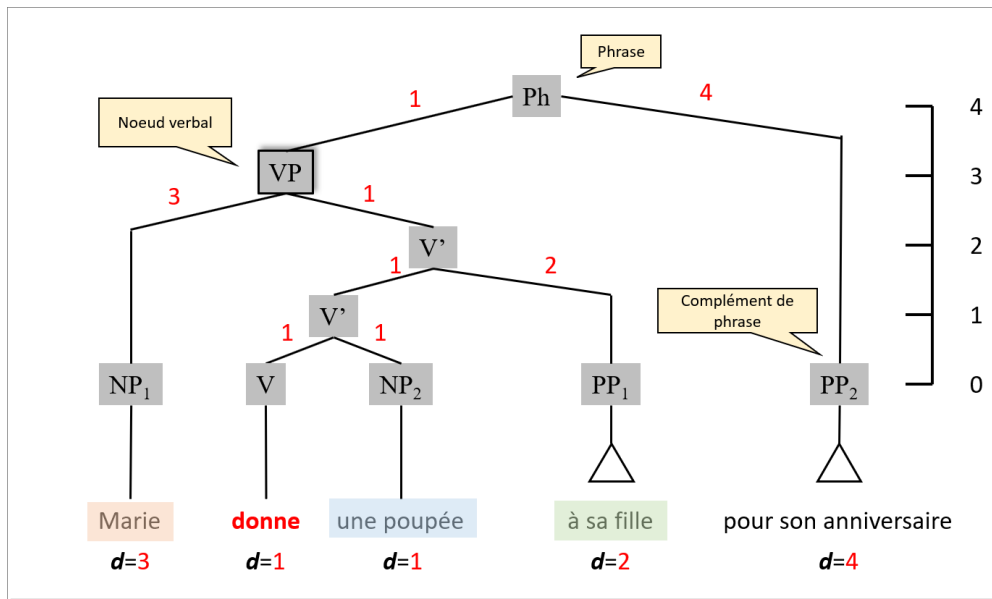 Phrase
1
Ph
4
4
Noeud verbal
VP
3
3
1
V’
2
1
2
V’
Complément de
phrase
1
1
1
NP₁
V
NP₂
PP₁
PP₂
0
Marie
donne
une poupée
à sa fille
pour son anniversaire
d=3
d=1
d=1
d=2
d=4